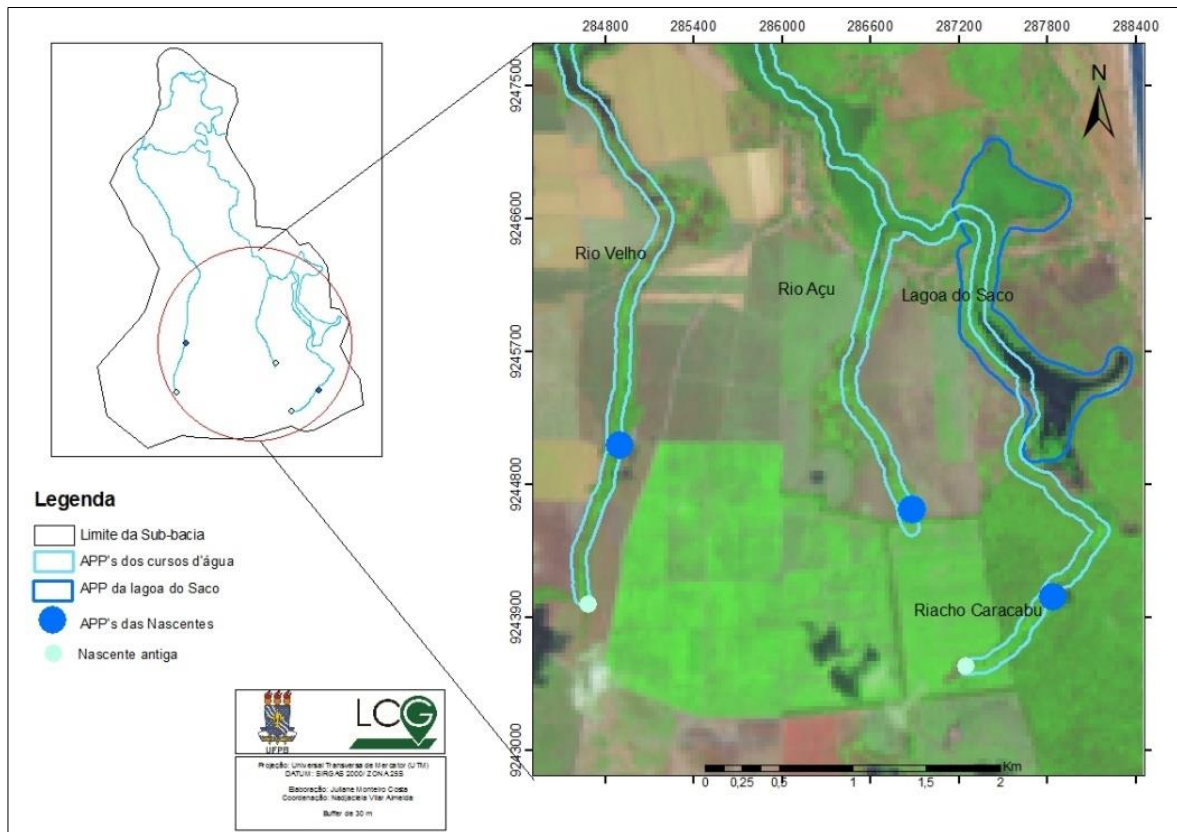 284800 285400 286000 286600 287200 287800 288400
9247500
N
9246600
Rio Velho
Rio Açu
Lagoa do Saco
9245700
9244800
9243900
Riacho Caracabu
9243000
Km
0 0,25 0,5 1 1,5 2
Legenda
Limite da Sub-bacia
APP's dos cursos d'água
APP da lagoa do Saco
APP's das Nascentes
Nascente antiga
UFPB
LCG
Projeção: Universal Transversa de Mercator (UTM)
DATUM: SIRGAS 2000/ ZONA 25S
Elaboração: Juliane Monteiro Costa
Coordenação: Nadjacleia Vilar Almeida
Buffer de 30 m